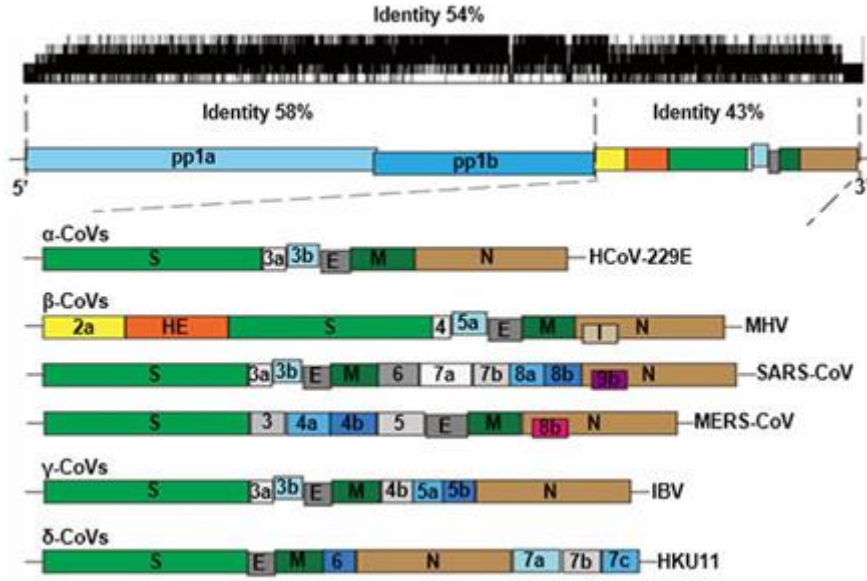 Identity 54%
Identity 58% Identity 43%
pp1a pp1b
5' 3'
α-CoVs
S 3a 3b E M N HCoV-229E
β-CoVs
2a HE S 4 5a E M I N MHV
S 3a 3b E M 6 7a 7b 8a 8b 9b N SARS-CoV
S 3 4a 4b 5 E M 8b N MERS-CoV
γ-CoVs
S 3a 3b E M 4b 5a 5b N IBV
δ-CoVs
S E M 6 N 7a 7b 7c HKU11